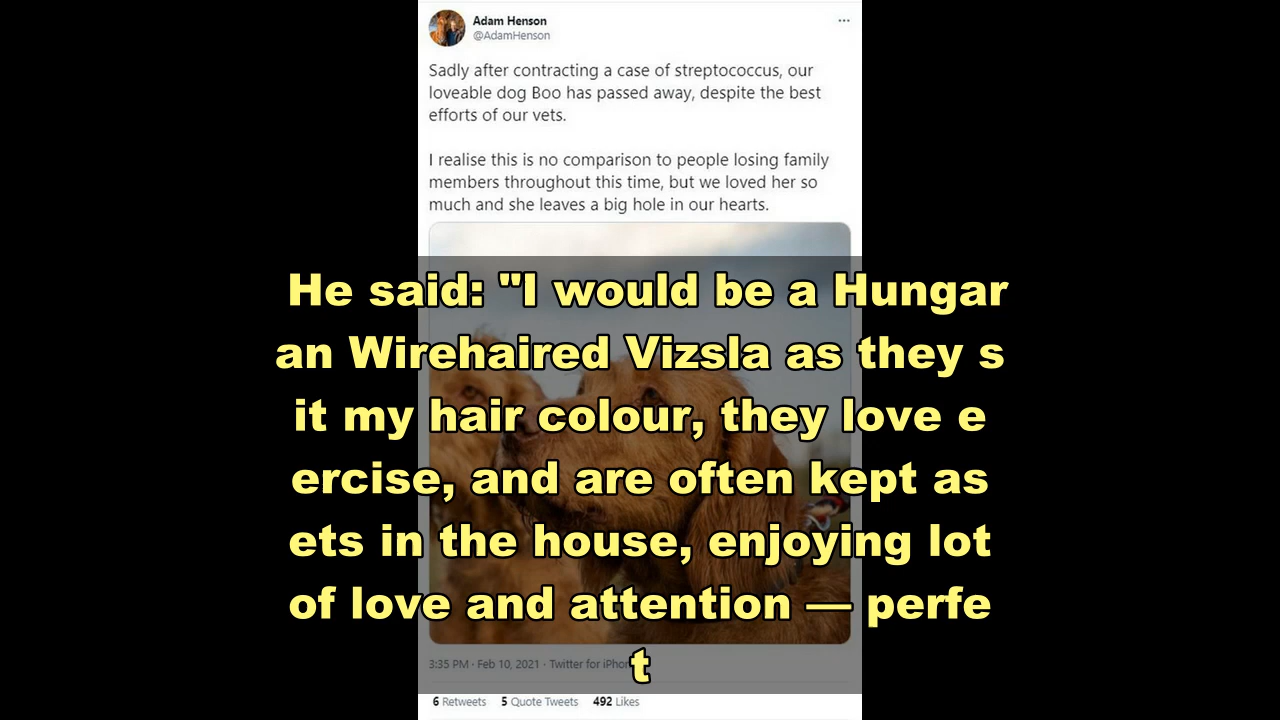 Adam Henson
@AdamHenson
Sadly after contracting a case of streptococcus, our
loveable dog Boo has passed away, despite the best
efforts of our vets.
I realise this is no comparison to people losing family
members throughout this time, but we loved her so
much and she leaves a big hole in our hearts.
He said: "I would be a Hungar
an Wirehaired Vizsla as they s
it my hair colour, they love e
ercise, and are often kept as
ets in the house, enjoying lot
of love and attention — perfe
t
3:35 PM · Feb 10, 2021 · Twitter for iPhon
6 Retweets 5 Quote Tweets 492 Likes